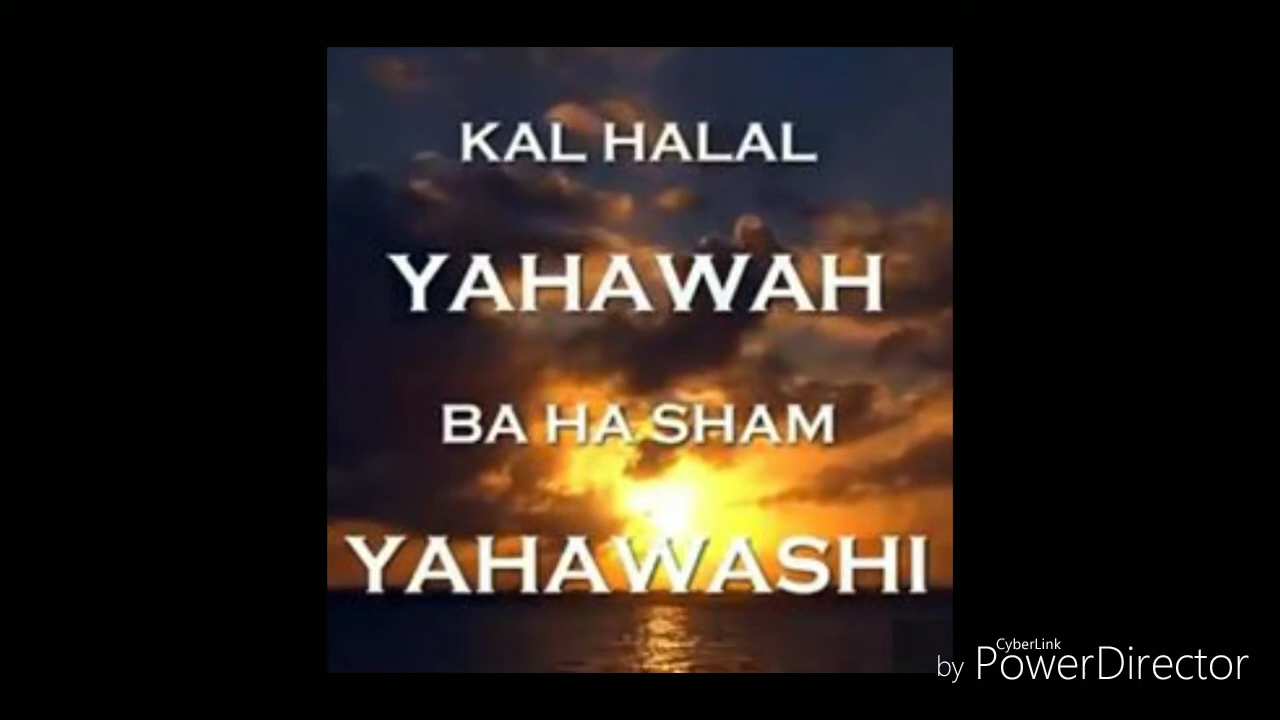 KAL HALAL
YAHAWAH
BA HA SHAM
YAHAWASHI
CyberLink
by PowerDirector